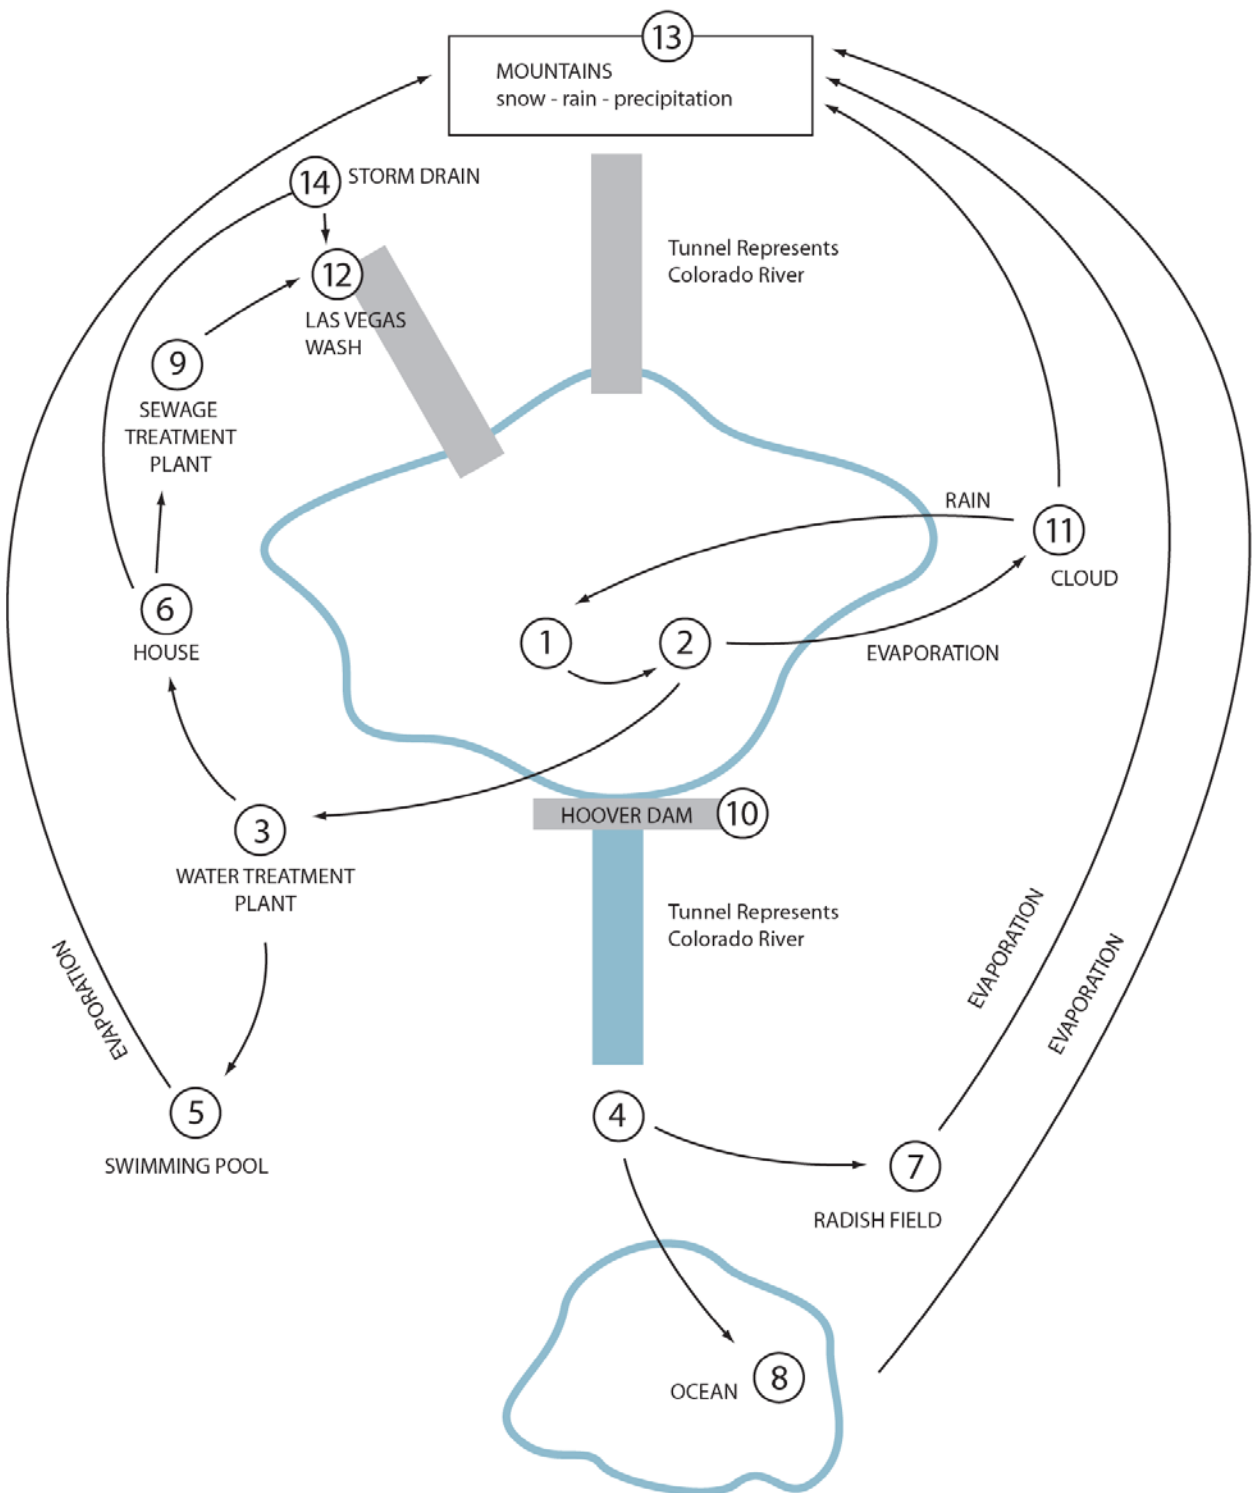 13
MOUNTAINS
snow - rain - precipitation
14
STORM DRAIN
Tunnel Represents
Colorado River
12
LAS VEGAS
WASH
9
SEWAGE
TREATMENT
PLANT
RAIN
11
CLOUD
6
HOUSE
1
2
EVAPORATION
HOOVER DAM
10
3
WATER TREATMENT
PLANT
Tunnel Represents
Colorado River
EVAPORATION
EVAPORATION
EVAPORATION
5
SWIMMING POOL
4
7
RADISH FIELD
OCEAN
8